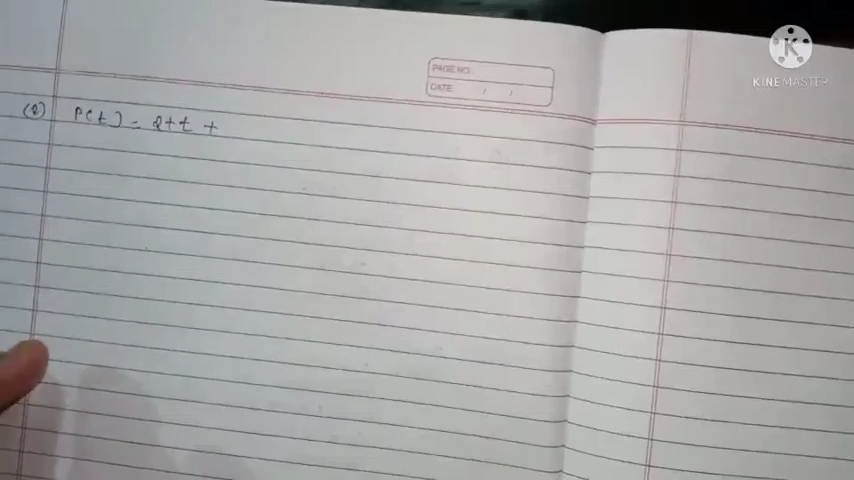 PAGE NO.
DATE / /
K
KINEMASTER
(2) P(t) = 2+t +